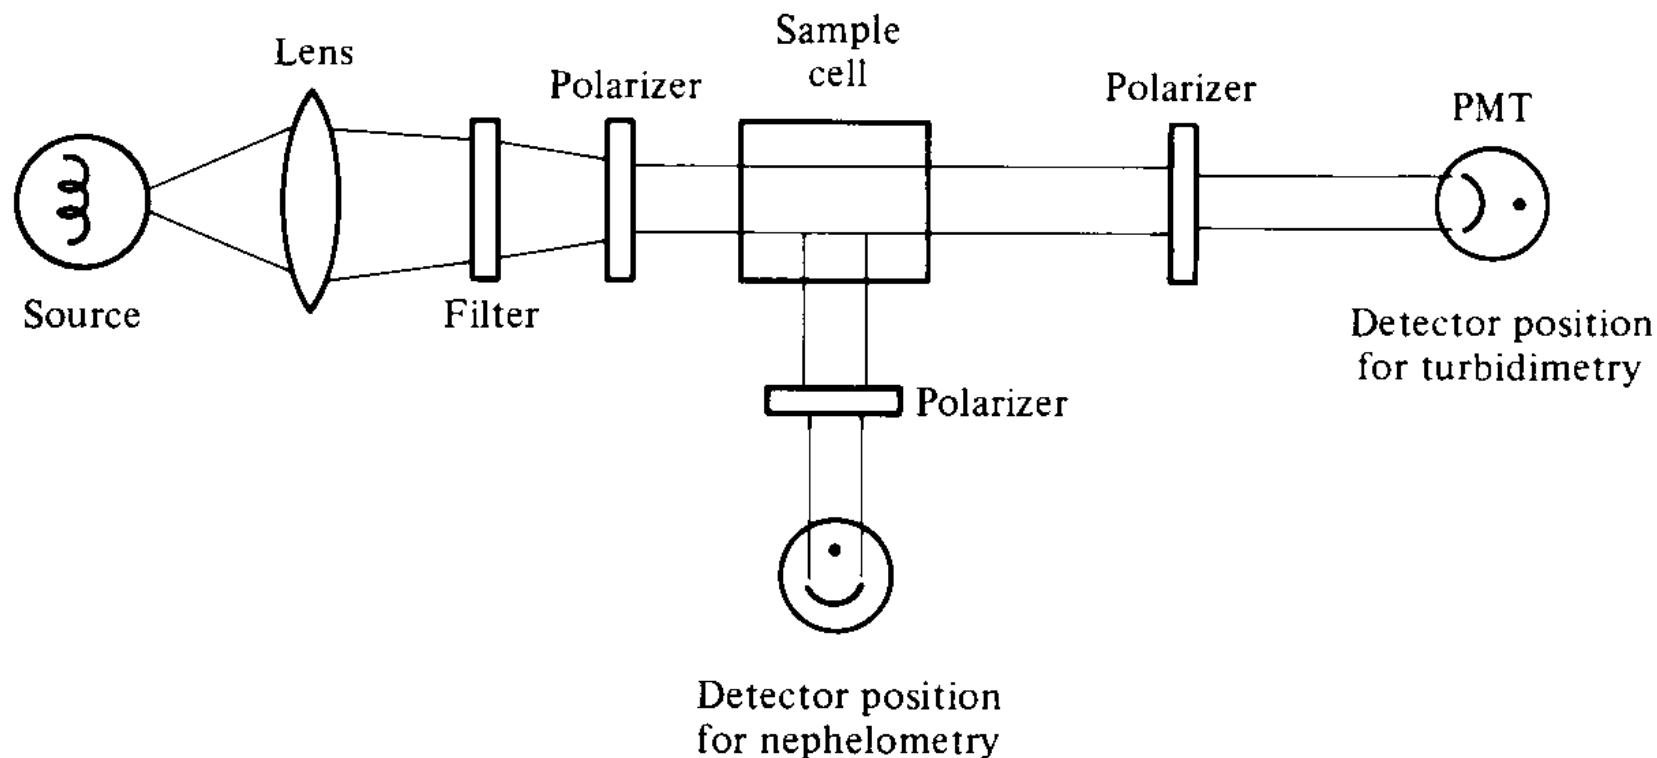 Lens
Polarizer
Sample
cell
Polarizer
PMT
Source
Filter
Detector position
for turbidimetry
Polarizer
Detector position
for nephelometry